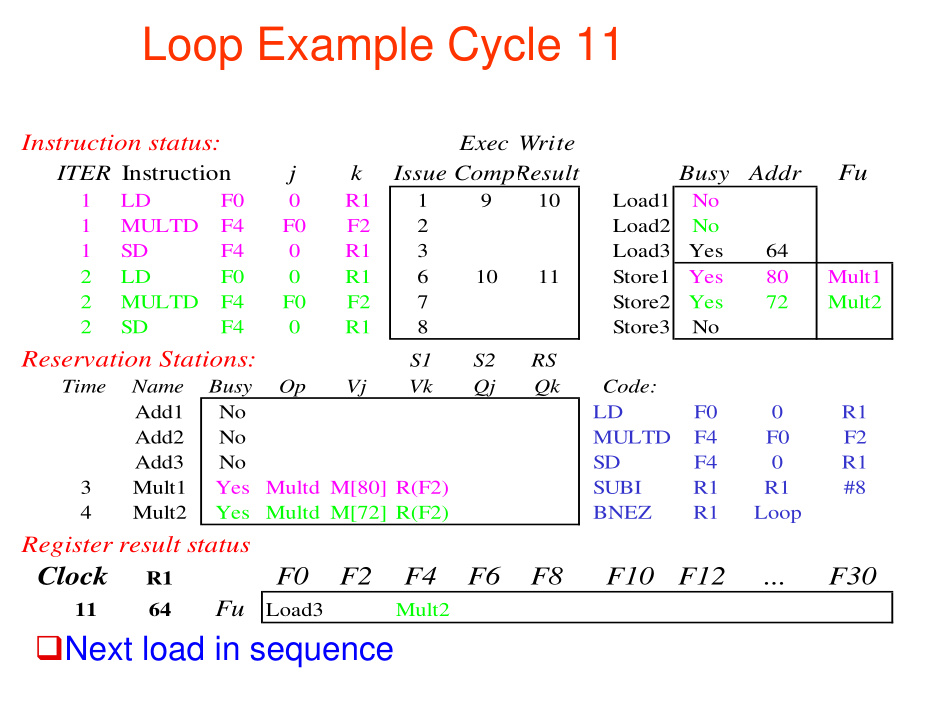 Loop Example Cycle 11
Instruction status: Exec Write
ITER Instruction j k Issue CompResult Busy Addr Fu
1 LD F0 0 R1 1 9 10 Load1 No
1 MULTD F4 F0 F2 2 Load2 No
1 SD F4 0 R1 3 Load3 Yes 64
2 LD F0 0 R1 6 10 11 Store1 Yes 80 Mult1
2 MULTD F4 F0 F2 7 Store2 Yes 72 Mult2
2 SD F4 0 R1 8 Store3 No
Reservation Stations: S1 S2 RS
Time Name Busy Op Vj Vk Qj Qk Code:
Add1 No LD F0 0 R1
Add2 No MULTD F4 F0 F2
Add3 No SD F4 0 R1
3 Mult1 Yes Multd M[80] R(F2) SUBI R1 R1 #8
4 Mult2 Yes Multd M[72] R(F2) BNEZ R1 Loop
Register result status
Clock R1 F0 F2 F4 F6 F8 F10 F12 ... F30
11 64 Fu Load3 Mult2
Next load in sequence